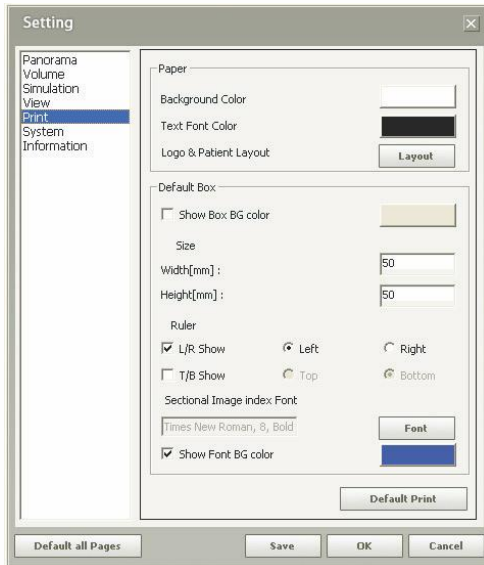 Setting
Panorama
Volume
Simulation
View
Print
System
Information
Paper
Background Color
Text Font Color
Logo & Patient Layout Layout
Default Box
Show Box BG color
Size
Width[mm] : 50
Height[mm] : 50
Ruler
L/R Show Left Right
T/B Show Top Bottom
Sectional Image index Font
Times New Roman, 8, Bold Font
Show Font BG color
Default Print
Default all Pages Save OK Cancel